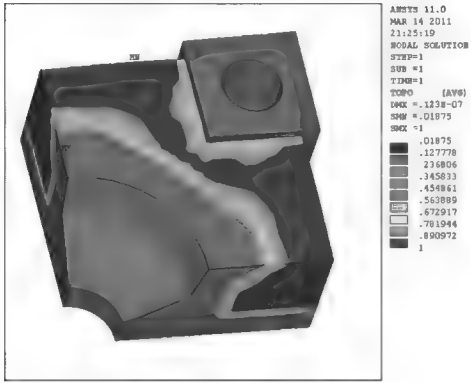 ANSYS 11.0
MAR 14 2011
21:25:19
NODAL SOLUTION
STEP=1
SUB =1
TIME=1
TOPO (AVG)
DMX =.123E-07
SMN =.01875
SMX =1
MN
.01875
.127778
.236806
.345833
.454861
.563889
.672917
.781944
.890972
1